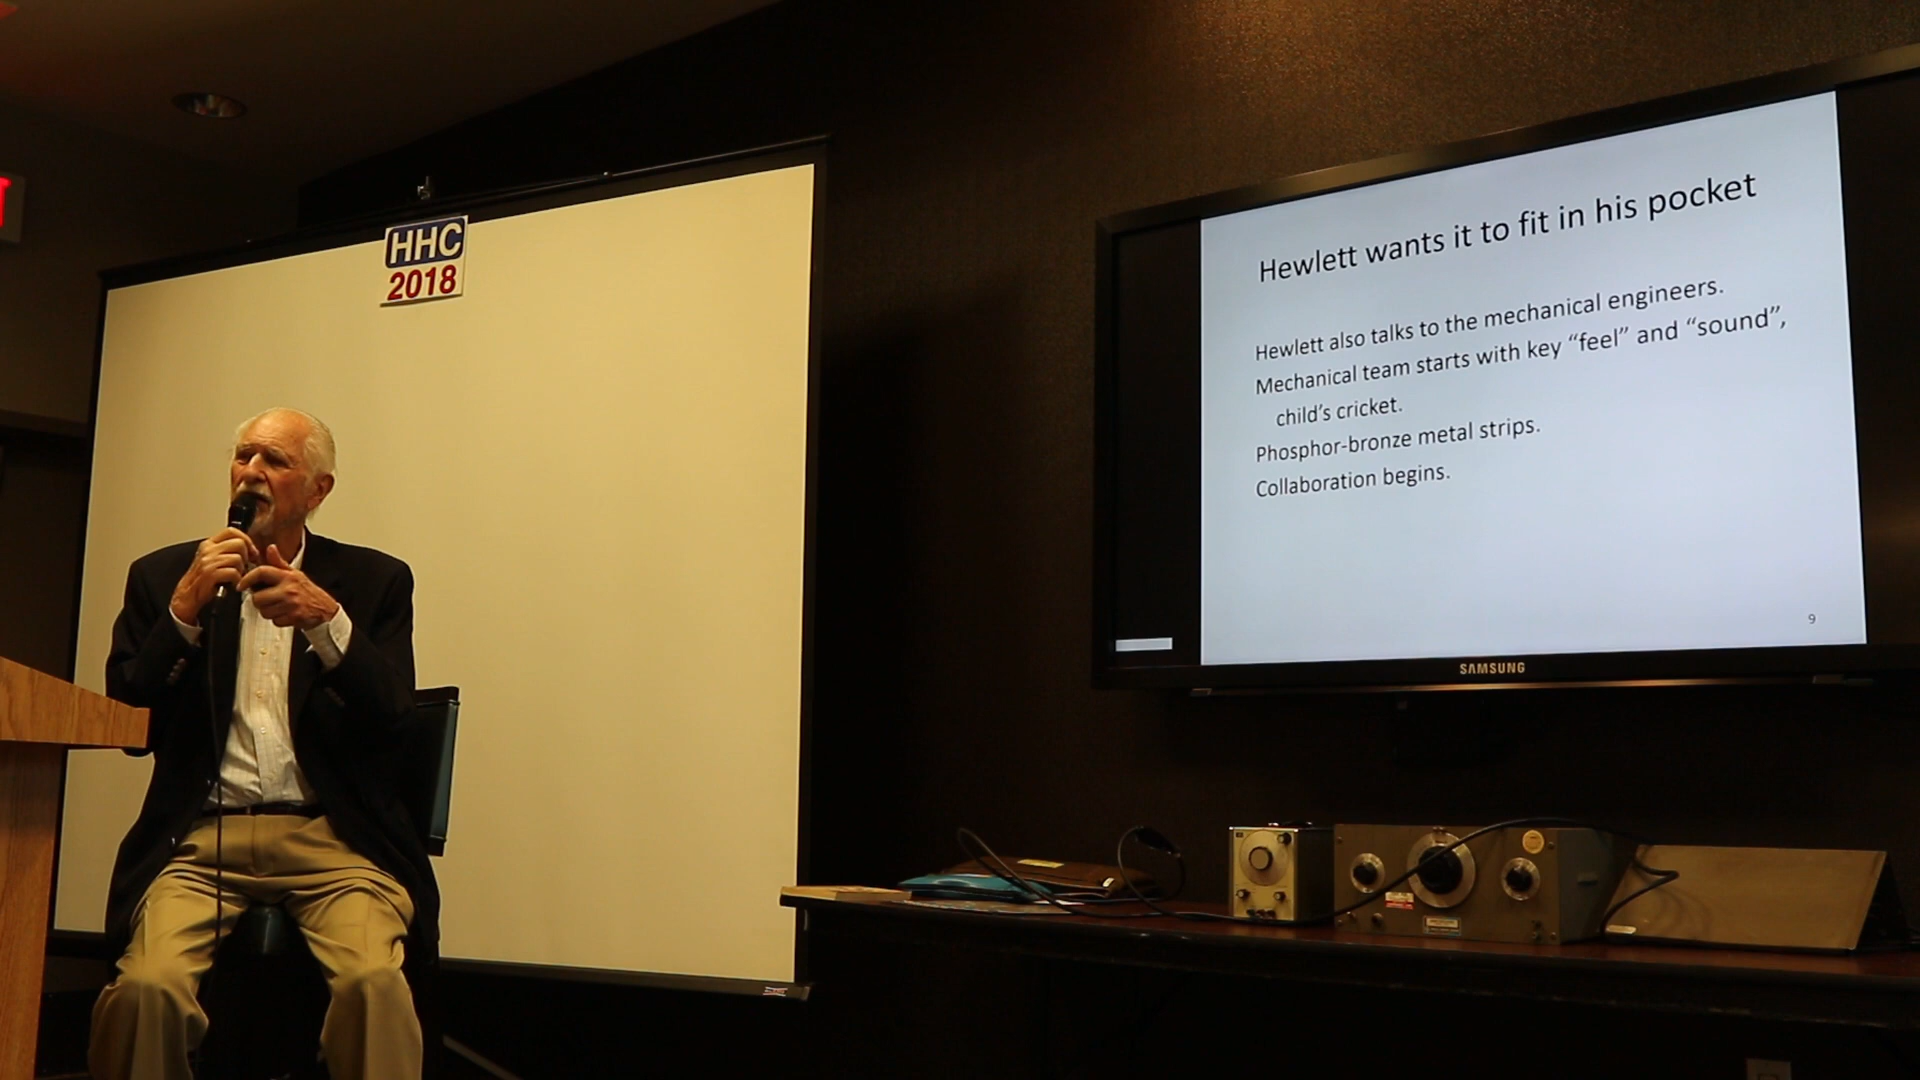 HHC
2018
Hewlett wants it to fit in his pocket
Hewlett also talks to the mechanical engineers.
Mechanical team starts with key “feel” and “sound”,
child’s cricket.
Phosphor-bronze metal strips.
Collaboration begins.
9
SAMSUNG